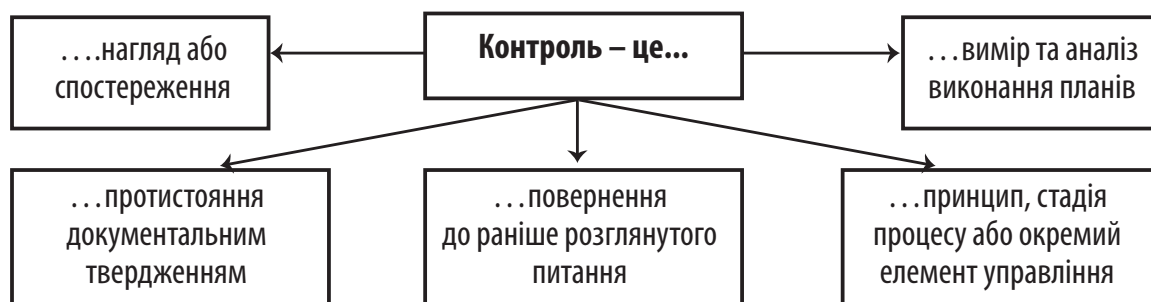 ….нагляд або
спостереження
Контроль – це...
…вимір та аналіз
виконання планів
…протистояння
документальним
твердженням
…повернення
до раніше розглянутого
питання
…принцип, стадія
процесу або окремий
елемент управління